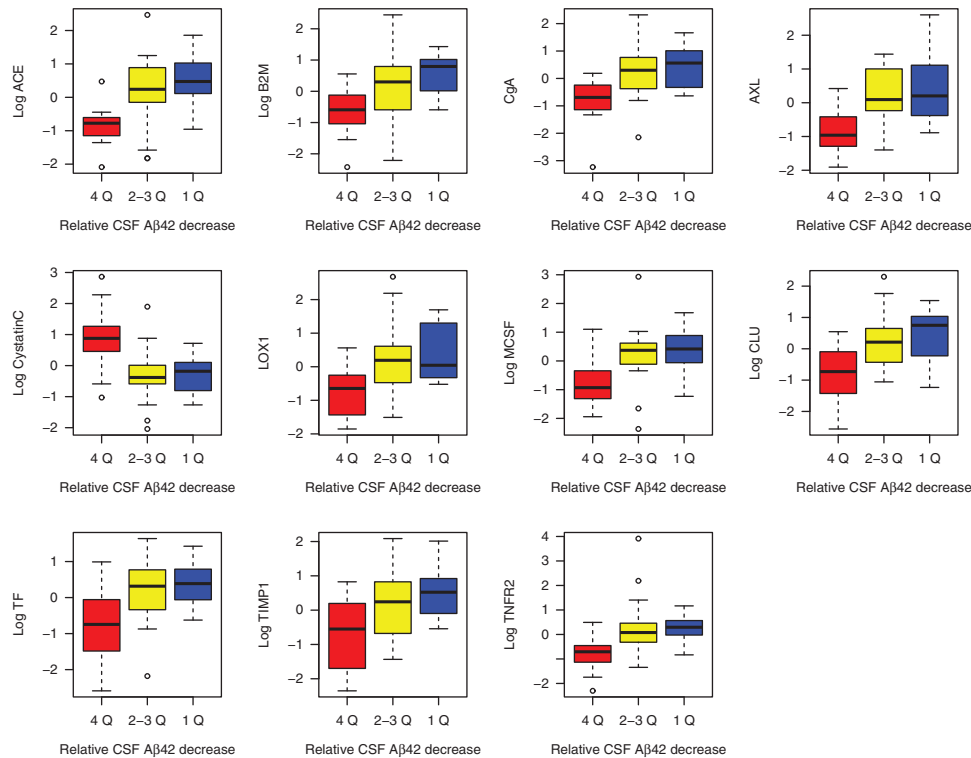 Log ACE
2
1
0
−1
−2
4 Q 2−3 Q 1 Q
Relative CSF Aβ42 decrease
Log B2M
2
1
0
−1
−2
4 Q 2−3 Q 1 Q
Relative CSF Aβ42 decrease
CgA
2
1
0
−1
−2
−3
4 Q 2−3 Q 1 Q
Relative CSF Aβ42 decrease
AXL
2
1
0
−1
−2
4 Q 2−3 Q 1 Q
Relative CSF Aβ42 decrease
Log CystatinC
3
2
1
0
−1
−2
4 Q 2−3 Q 1 Q
Relative CSF Aβ42 decrease
LOX1
2
1
0
−1
−2
4 Q 2−3 Q 1 Q
Relative CSF Aβ42 decrease
Log MCSF
3
2
1
0
−1
−2
4 Q 2−3 Q 1 Q
Relative CSF Aβ42 decrease
Log CLU
2
1
0
−1
−2
4 Q 2−3 Q 1 Q
Relative CSF Aβ42 decrease
Log TF
1
0
−1
−2
4 Q 2−3 Q 1 Q
Relative CSF Aβ42 decrease
Log TIMP1
2
1
0
−1
−2
4 Q 2−3 Q 1 Q
Relative CSF Aβ42 decrease
Log TNFR2
4
3
2
1
0
−2
4 Q 2−3 Q 1 Q
Relative CSF Aβ42 decrease